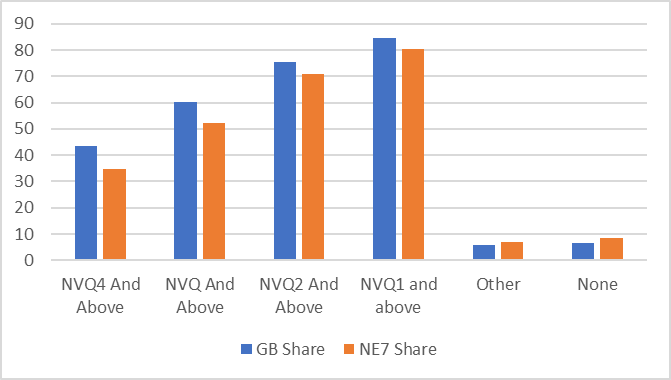 90
80
70
60
50
40
30
20
10
0
NVQ4 And
Above
NVQ And
Above
NVQ2 And
Above
NVQ1 and
above
Other
None
GB Share
NE7 Share